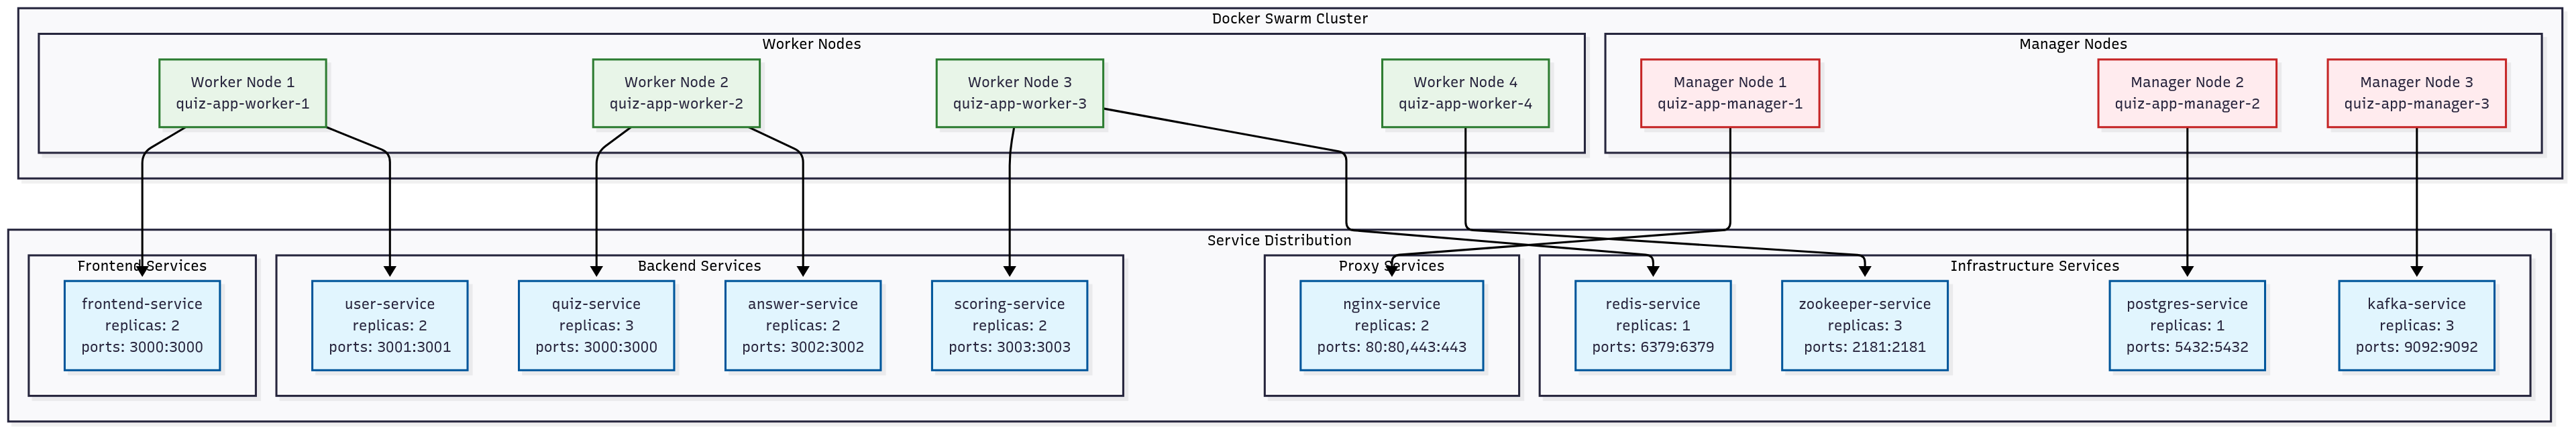 Docker Swarm Cluster
Worker Nodes
Worker Node 1
quiz-app-worker-1
Worker Node 2
quiz-app-worker-2
Worker Node 3
quiz-app-worker-3
Worker Node 4
quiz-app-worker-4
Manager Nodes
Manager Node 1
quiz-app-manager-1
Manager Node 2
quiz-app-manager-2
Manager Node 3
quiz-app-manager-3
Service Distribution
Frontend Services
frontend-service
replicas: 2
ports: 3000:3000
Backend Services
user-service
replicas: 2
ports: 3001:3001
quiz-service
replicas: 3
ports: 3000:3000
answer-service
replicas: 2
ports: 3002:3002
scoring-service
replicas: 2
ports: 3003:3003
Proxy Services
nginx-service
replicas: 2
ports: 80:80,443:443
Infrastructure Services
redis-service
replicas: 1
ports: 6379:6379
zookeeper-service
replicas: 3
ports: 2181:2181
postgres-service
replicas: 1
ports: 5432:5432
kafka-service
replicas: 3
ports: 9092:9092